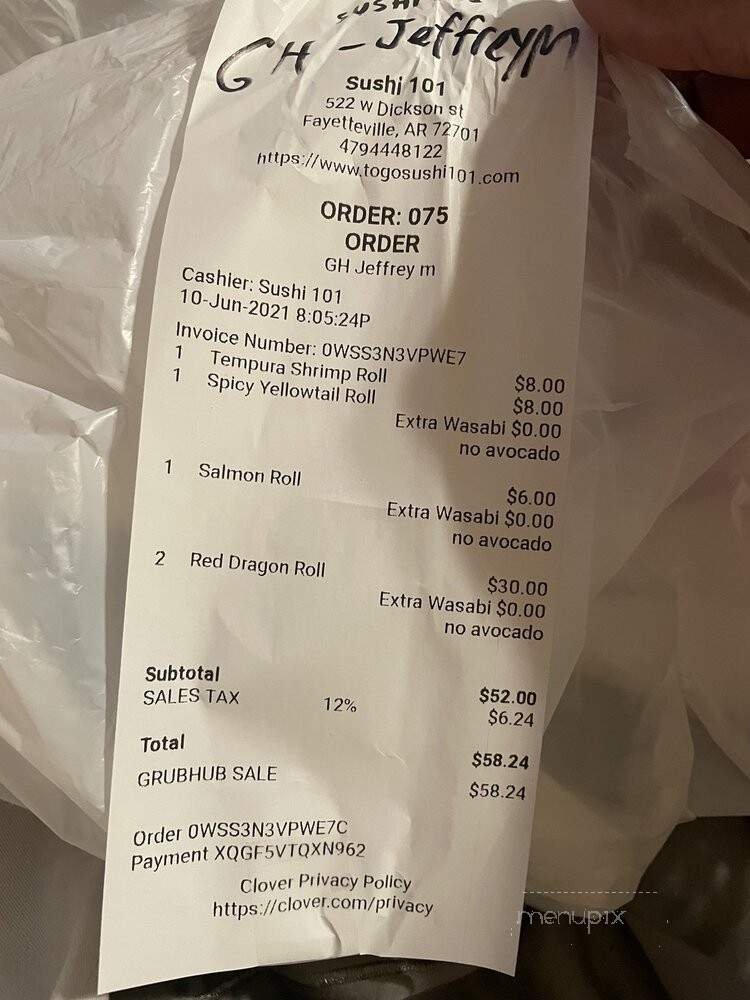 SUSHI
GH - Jeffreym
Sushi 101
522 W Dickson st
Fayetteville, AR 72701
4794448122
https://www.togosushi101.com
ORDER: 075
ORDER
GH Jeffrey m
Cashier: Sushi 101
10-Jun-2021 8:05:24P
Invoice Number: 0WSS3N3VPWE7
1 Tempura Shrimp Roll $8.00
1 Spicy Yellowtail Roll $8.00
Extra Wasabi $0.00
no avocado
1 Salmon Roll $6.00
Extra Wasabi $0.00
no avocado
2 Red Dragon Roll $30.00
Extra Wasabi $0.00
no avocado
Subtotal $52.00
SALES TAX 12% $6.24
Total $58.24
GRUBHUB SALE $58.24
Order 0WSS3N3VPWE7C
Payment XQGF5VTQXN962
Clover Privacy Policy
https://clover.com/privacy
menupix